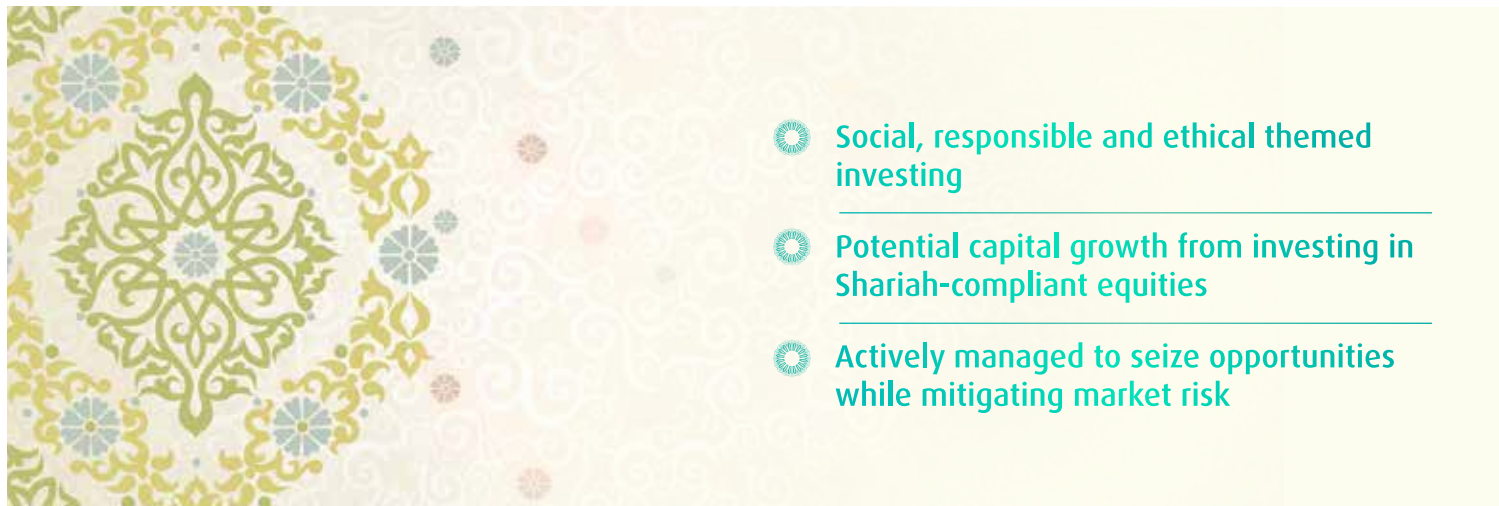 Social, responsible and ethical themed
investing
Potential capital growth from investing in
Shariah-compliant equities
Actively managed to seize opportunities
while mitigating market risk